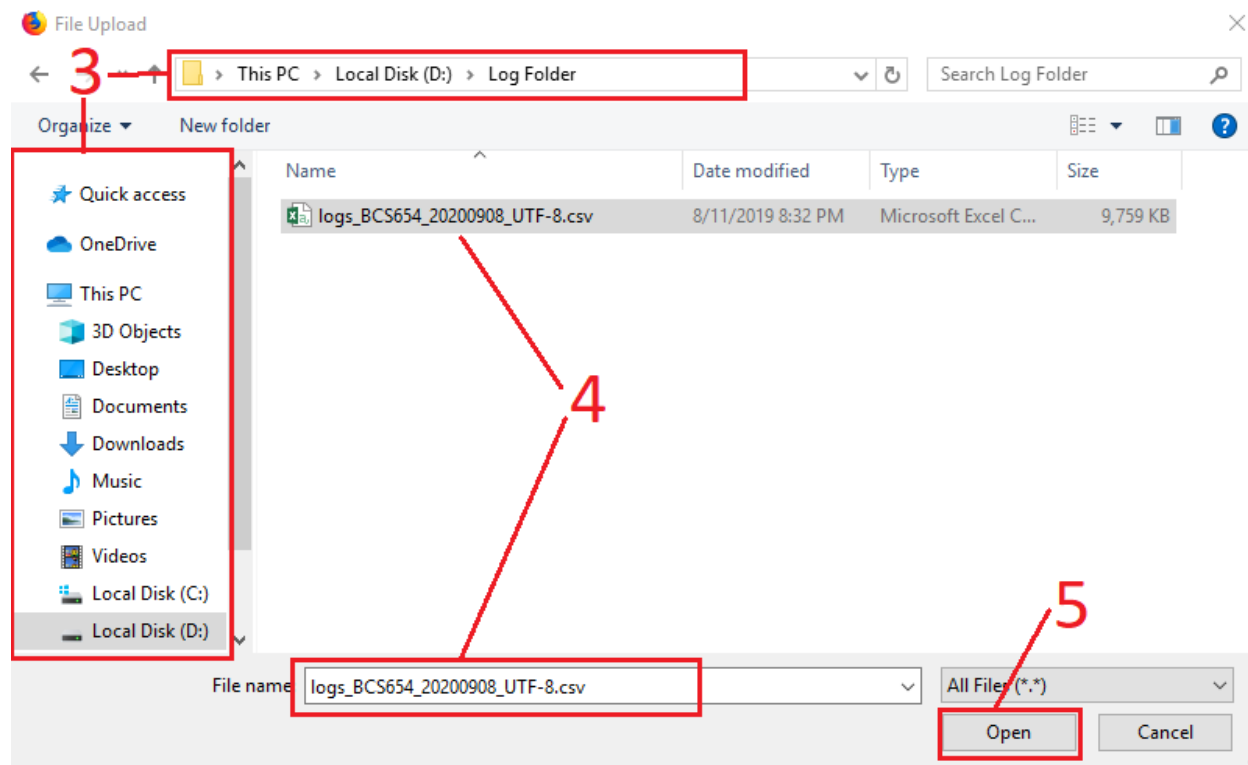 File Upload
3
This PC > Local Disk (D:) > Log Folder
Search Log Folder
Organize
New folder
Name
Date modified
Type
Size
logs_BCS654_20200908_UTF-8.csv
8/11/2019 8:32 PM
Microsoft Excel C...
9,759 KB
Quick access
OneDrive
This PC
3D Objects
Desktop
Documents
Downloads
Music
Pictures
Videos
Local Disk (C:)
Local Disk (D:)
4
5
File name
logs_BCS654_20200908_UTF-8.csv
All Files (*.*)
Open
Cancel